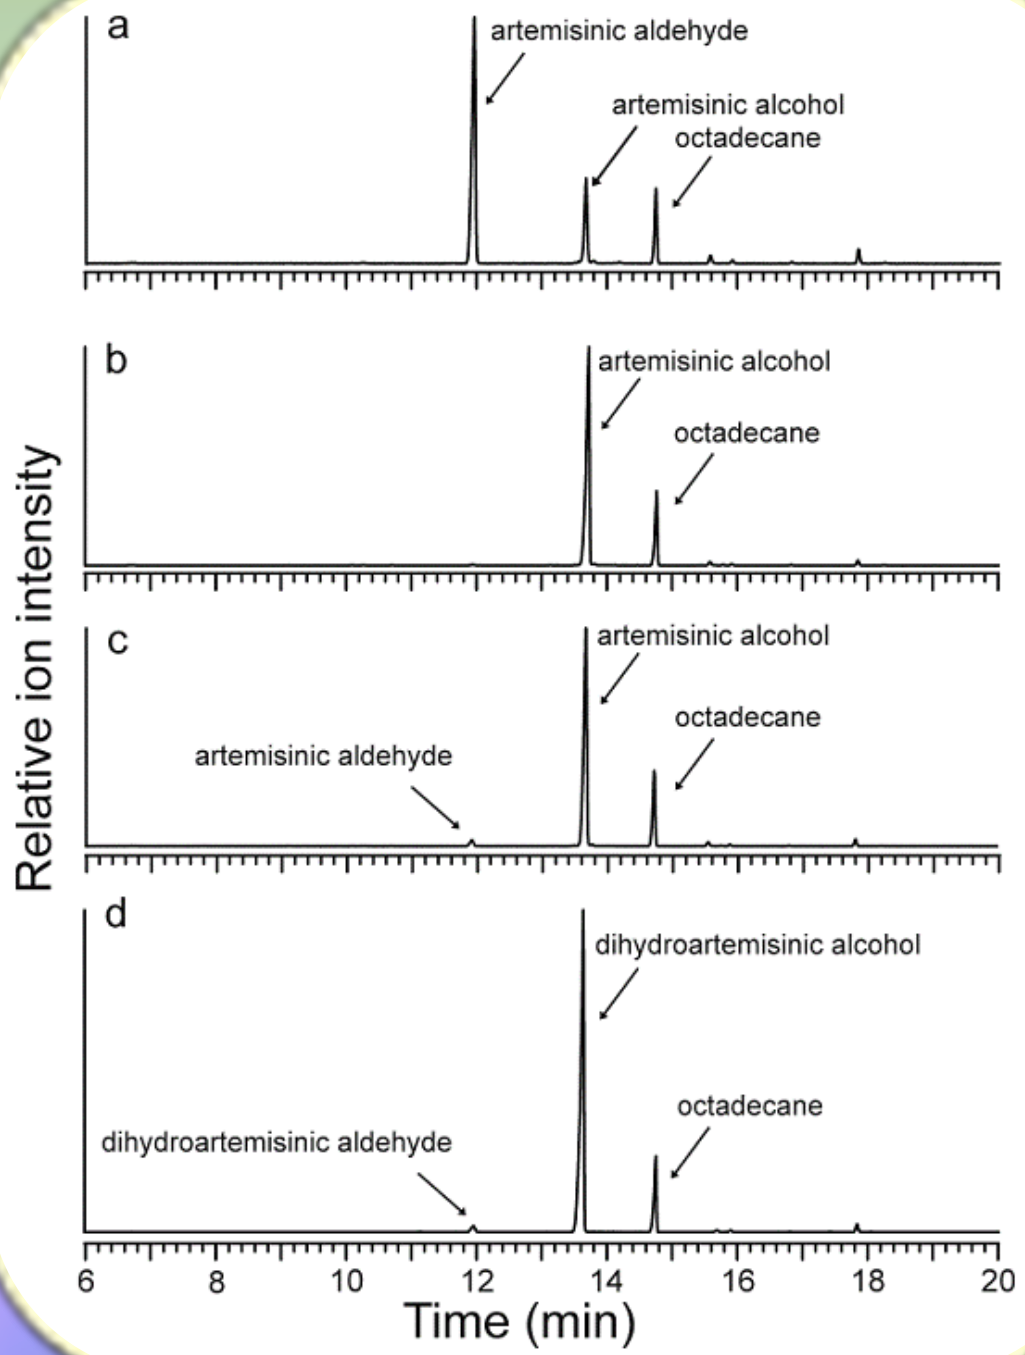 a
artemisinic aldehyde
artemisinic alcohol
octadecane
b
artemisinic alcohol
octadecane
c
artemisinic alcohol
octadecane
artemisinic aldehyde
d
dihydroartemisinic alcohol
octadecane
dihydroartemisinic aldehyde
6 8 10 12 14 16 18 20
Time (min)
Relative ion intensity